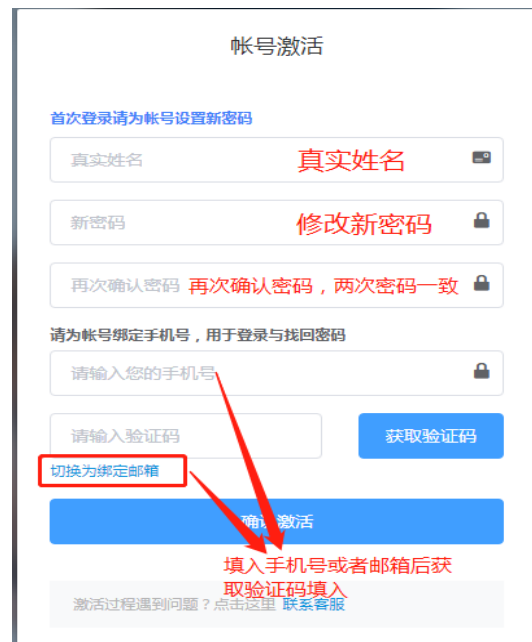 帐号激活
首次登录请为帐号设置新密码
真实姓名 真实姓名
新密码 修改新密码
再次确认密码 再次确认密码，两次密码一致
请为帐号绑定手机号，用于登录与找回密码
请输入您的手机号
请输入验证码 获取验证码
切换为绑定邮箱
确认激活
填入手机号或者邮箱后获
取验证码填入
激活过程遇到问题？点击这里 联系客服